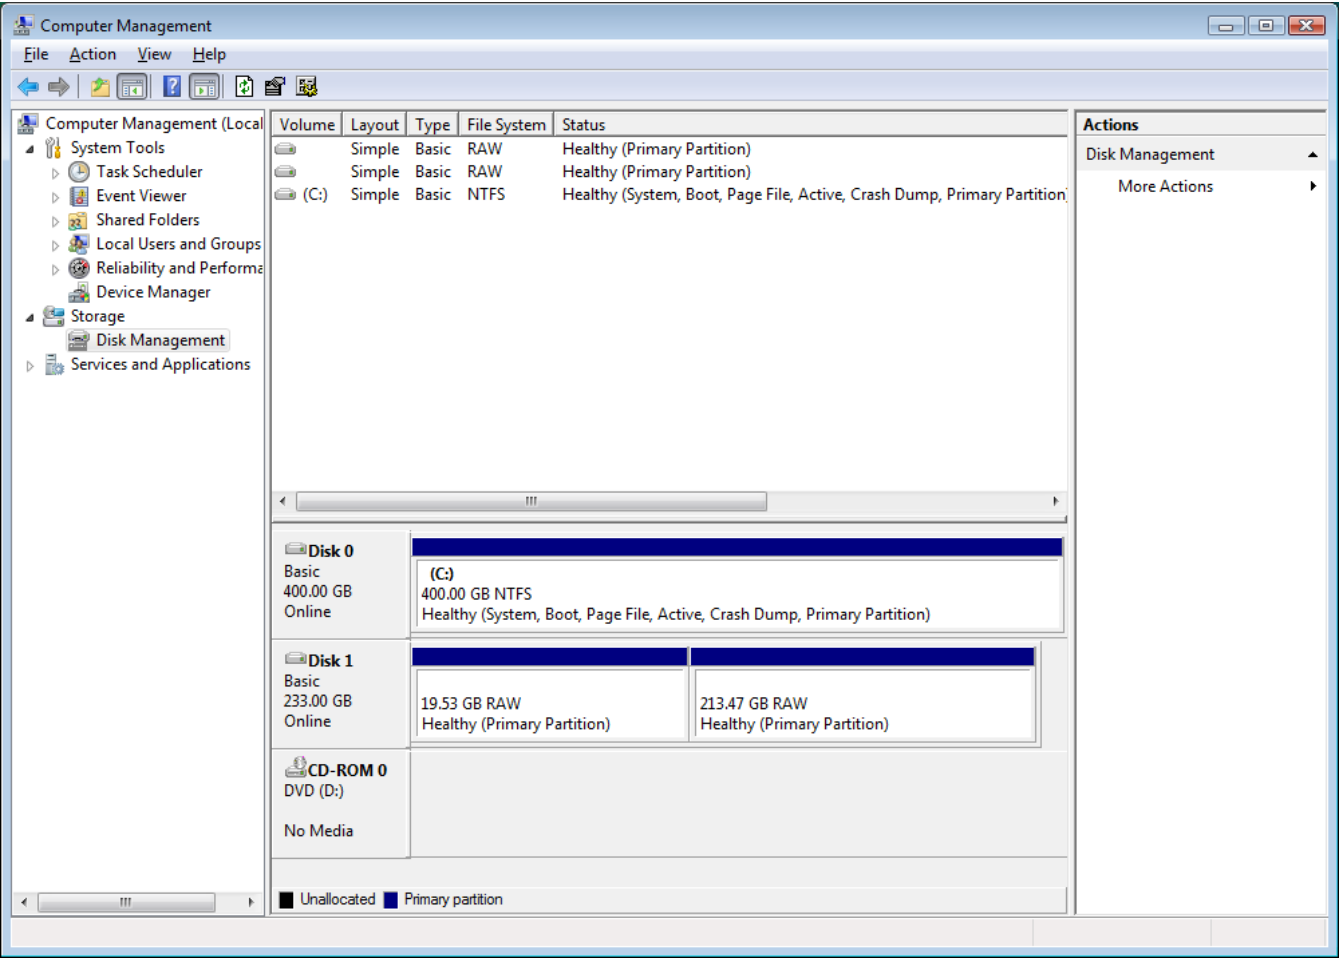 Computer Management
File Action View Help
Computer Management (Local
System Tools
Task Scheduler
Event Viewer
Shared Folders
Local Users and Groups
Reliability and Performa
Device Manager
Storage
Disk Management
Services and Applications
Volume Layout Type File System Status
Simple Basic RAW Healthy (Primary Partition)
Simple Basic RAW Healthy (Primary Partition)
(C:) Simple Basic NTFS Healthy (System, Boot, Page File, Active, Crash Dump, Primary Partition)
Disk 0
Basic
400.00 GB
Online
(C:)
400.00 GB NTFS
Healthy (System, Boot, Page File, Active, Crash Dump, Primary Partition)
Disk 1
Basic
233.00 GB
Online
19.53 GB RAW
Healthy (Primary Partition)
213.47 GB RAW
Healthy (Primary Partition)
CD-ROM 0
DVD (D:)
No Media
Unallocated Primary partition
Actions
Disk Management
More Actions